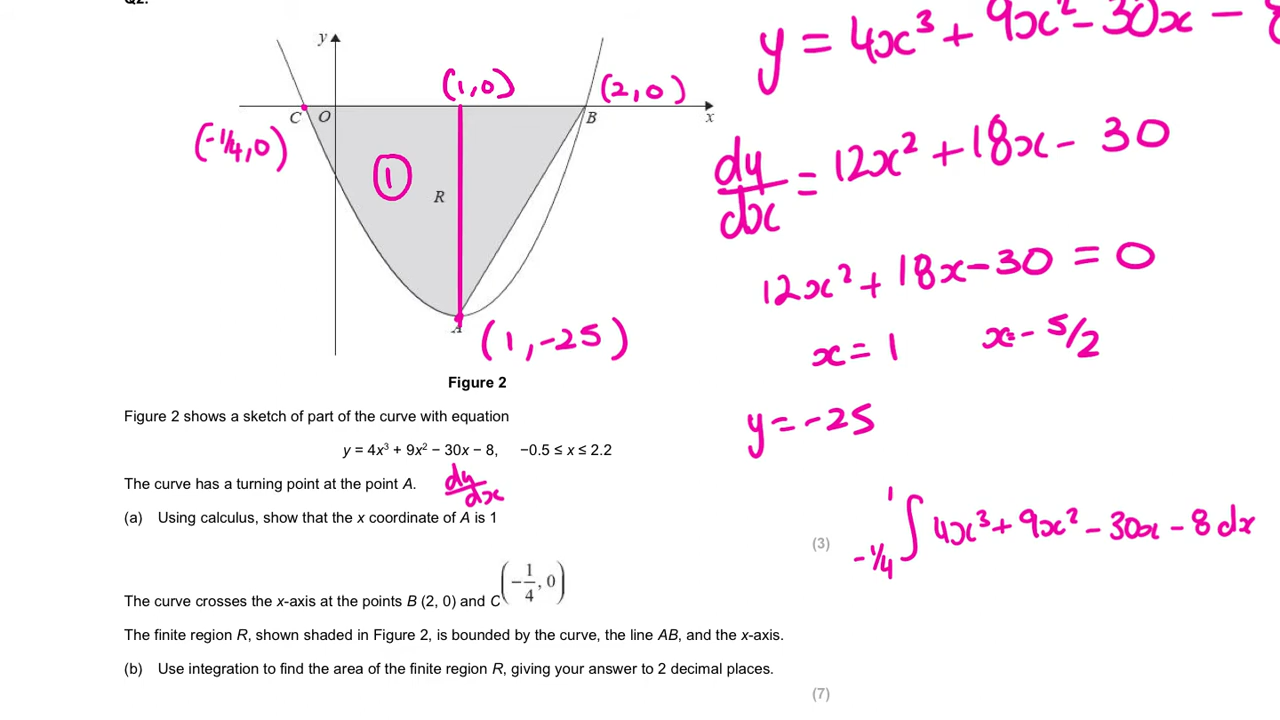 Q2.
y = 4x³ + 9x² - 30x - 8
y
(1,0)
(2,0)
C O B x
(-1/4,0)
①
R
dy/dx = 12x² + 18x - 30
12x² + 18x - 30 = 0
A
(1,-25)
x = 1 x = - 5/2
Figure 2
y = -25
Figure 2 shows a sketch of part of the curve with equation
y = 4x³ + 9x² − 30x − 8, −0.5 ≤ x ≤ 2.2
The curve has a turning point at the point A.
dy/dx
(a) Using calculus, show that the x coordinate of A is 1
(3)
1 ∫ -1/4 4x³ + 9x² - 30x - 8 dx
The curve crosses the x-axis at the points B (2, 0) and C (−1/4, 0)
The finite region R, shown shaded in Figure 2, is bounded by the curve, the line AB, and the x-axis.
(b) Use integration to find the area of the finite region R, giving your answer to 2 decimal places.
(7)